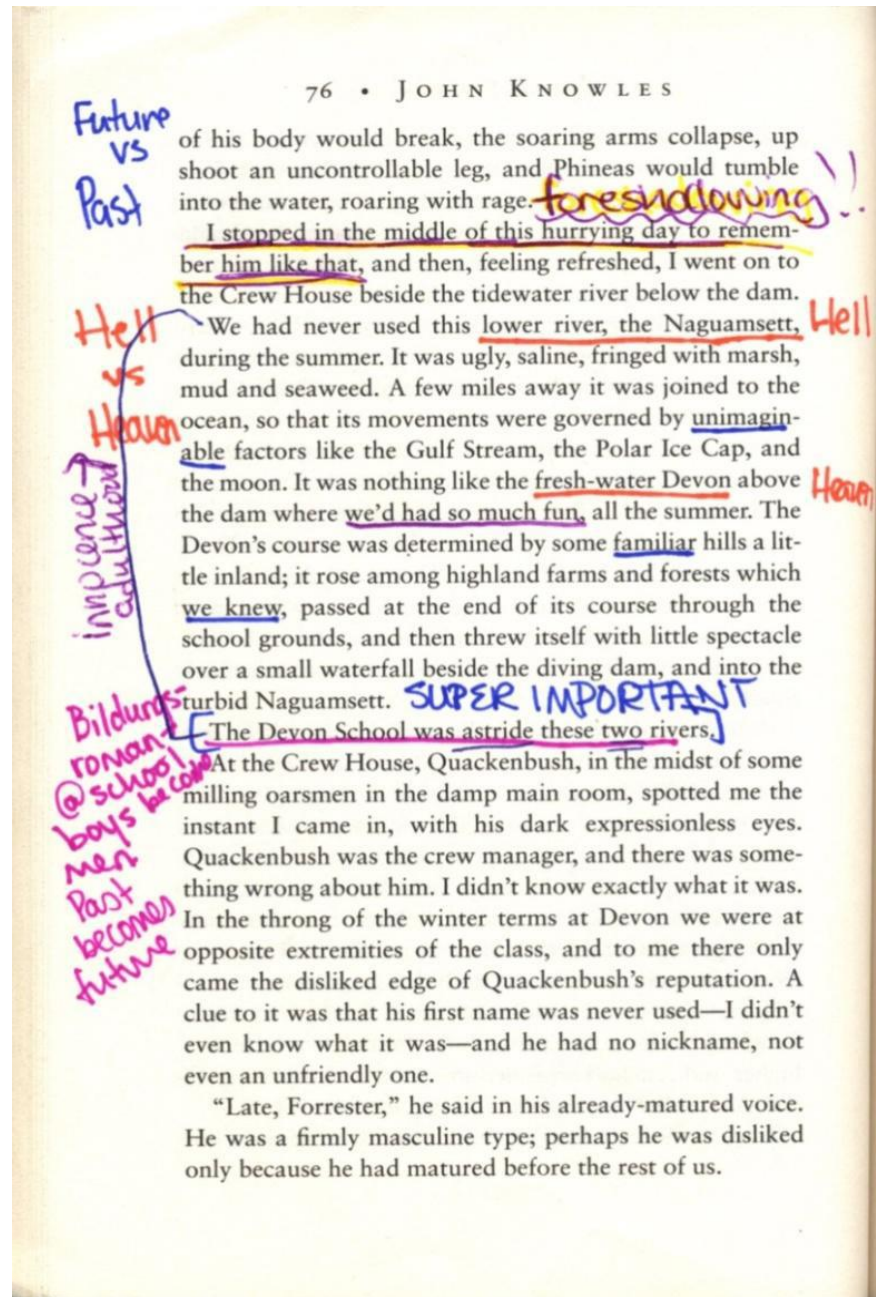 76 • JOHN KNOWLES
Future
vs
Past
of his body would break, the soaring arms collapse, up
shoot an uncontrollable leg, and Phineas would tumble
into the water, roaring with rage. foreshadowing!!
I stopped in the middle of this hurrying day to remem-
ber him like that, and then, feeling refreshed, I went on to
the Crew House beside the tidewater river below the dam.
Hell
vs
Heaven
We had never used this lower river, the Naguamsett, Hell
during the summer. It was ugly, saline, fringed with marsh,
mud and seaweed. A few miles away it was joined to the
ocean, so that its movements were governed by unimagin-
able factors like the Gulf Stream, the Polar Ice Cap, and
the moon. It was nothing like the fresh-water Devon above Heaven
the dam where we'd had so much fun, all the summer. The
Devon's course was determined by some familiar hills a lit-
tle inland; it rose among highland farms and forests which
we knew, passed at the end of its course through the
school grounds, and then threw itself with little spectacle
over a small waterfall beside the diving dam, and into the
turbid Naguamsett. SUPER IMPORTANT
innocence →
adulthood
The Devon School was astride these two rivers.
Bildungs-
roman-
@school
boys become
men
Past
becomes
future
At the Crew House, Quackenbush, in the midst of some
milling oarsmen in the damp main room, spotted me the
instant I came in, with his dark expressionless eyes.
Quackenbush was the crew manager, and there was some-
thing wrong about him. I didn't know exactly what it was.
In the throng of the winter terms at Devon we were at
opposite extremities of the class, and to me there only
came the disliked edge of Quackenbush's reputation. A
clue to it was that his first name was never used—I didn't
even know what it was—and he had no nickname, not
even an unfriendly one.
"Late, Forrester," he said in his already-matured voice.
He was a firmly masculine type; perhaps he was disliked
only because he had matured before the rest of us.